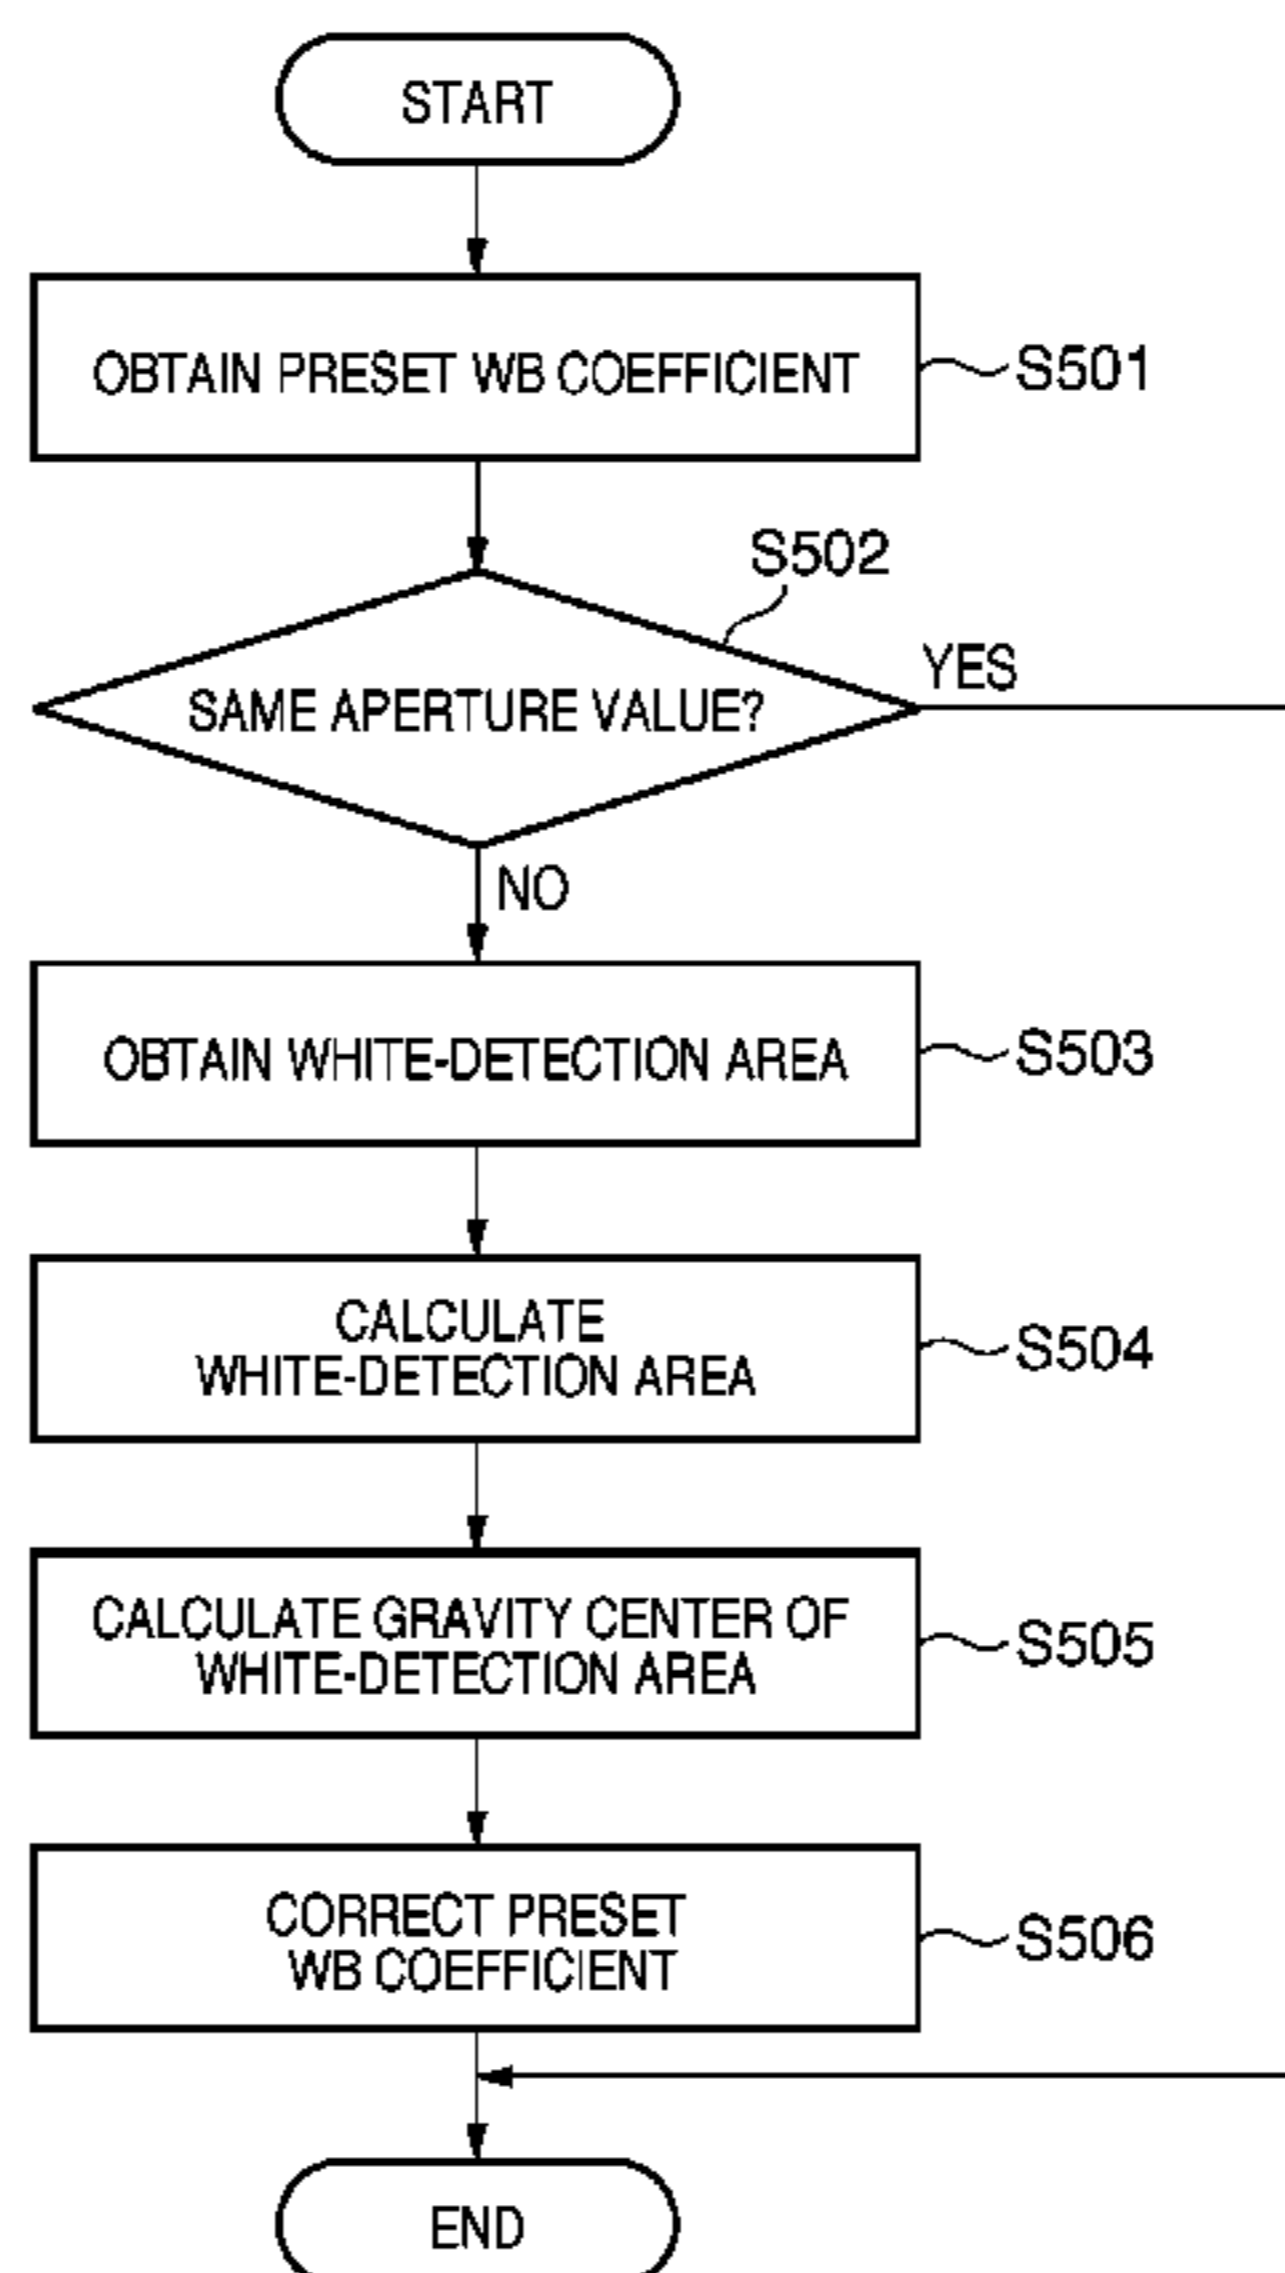 START
OBTAIN PRESET WB COEFFICIENT
S501
S502
SAME APERTURE VALUE?
YES
NO
OBTAIN WHITE-DETECTION AREA
S503
CALCULATE
WHITE-DETECTION AREA
S504
CALCULATE GRAVITY CENTER OF
WHITE-DETECTION AREA
S505
CORRECT PRESET
WB COEFFICIENT
S506
END